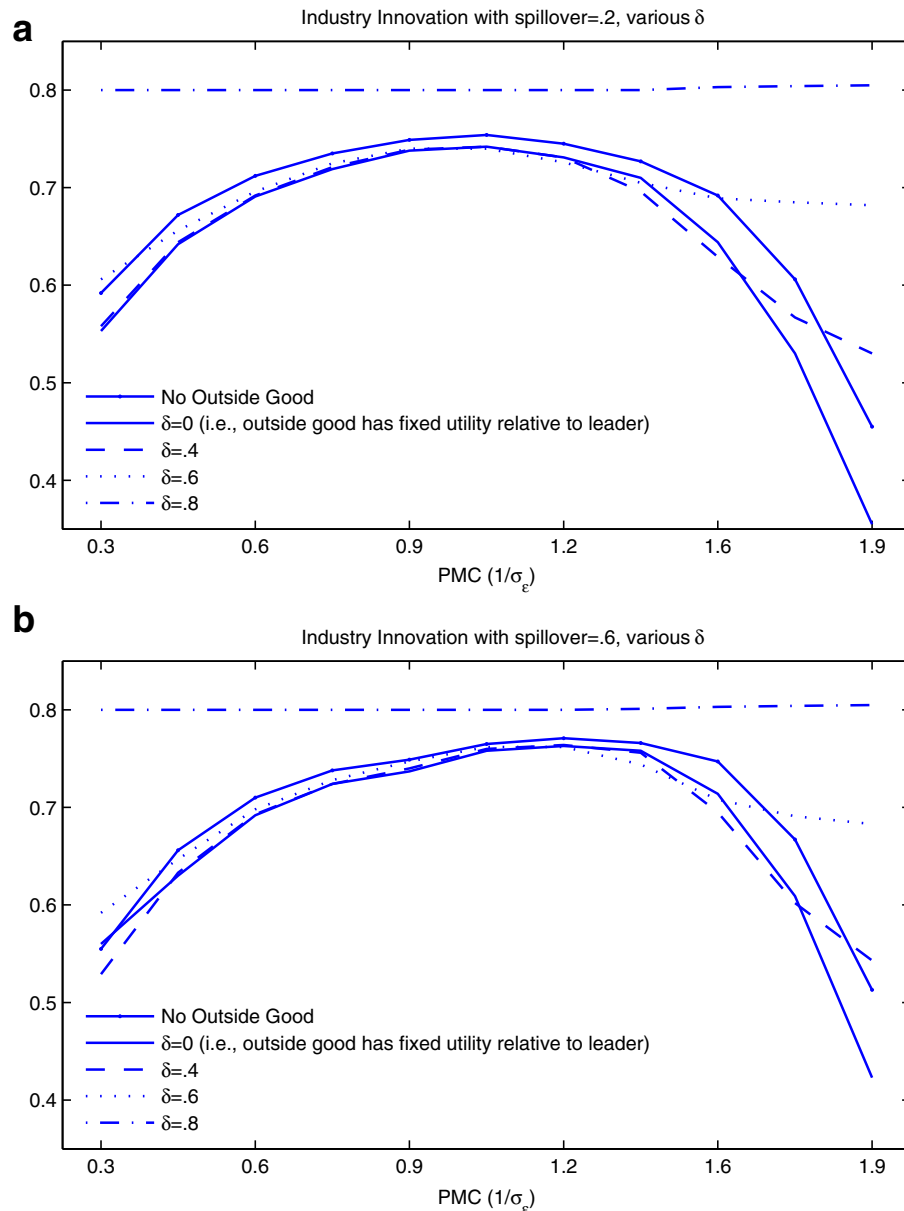 a
Industry Innovation with spillover=.2, various δ
0.8
0.7
0.6
0.5
0.4
No Outside Good
δ=0 (i.e., outside good has fixed utility relative to leader)
δ=.4
δ=.6
δ=.8
0.3 0.6 0.9 1.2 1.6 1.9
PMC (1/σε)
b
Industry Innovation with spillover=.6, various δ
0.8
0.7
0.6
0.5
0.4
No Outside Good
δ=0 (i.e., outside good has fixed utility relative to leader)
δ=.4
δ=.6
δ=.8
0.3 0.6 0.9 1.2 1.6 1.9
PMC (1/σε)